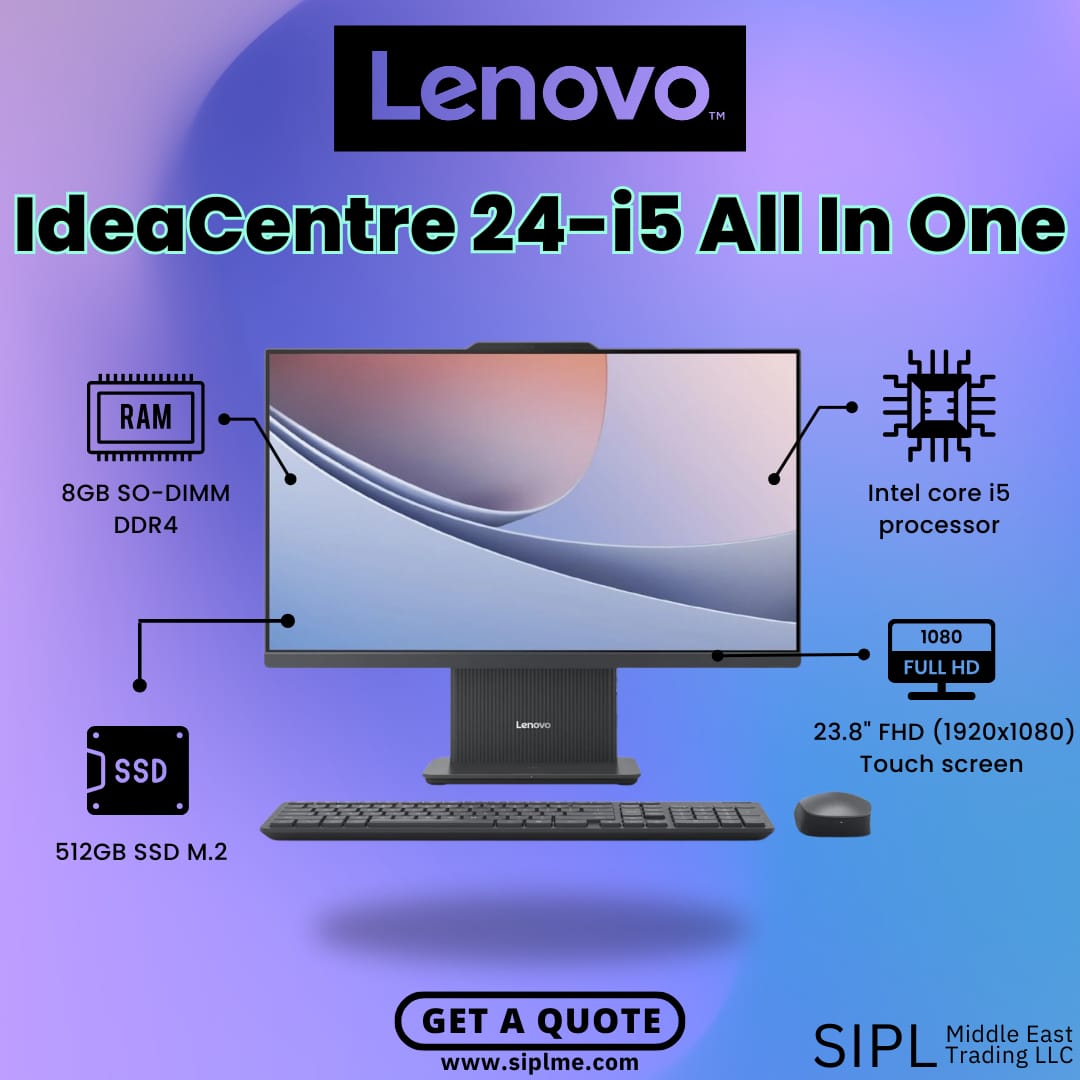 Lenovo™
IdeaCentre 24-i5 All In One
RAM
8GB SO-DIMM
DDR4
Intel core i5
processor
1080
FULL HD
23.8" FHD (1920x1080)
Touch screen
Lenovo
SSD
512GB SSD M.2
GET A QUOTE
www.siplme.com
SIPL
Middle East
Trading LLC